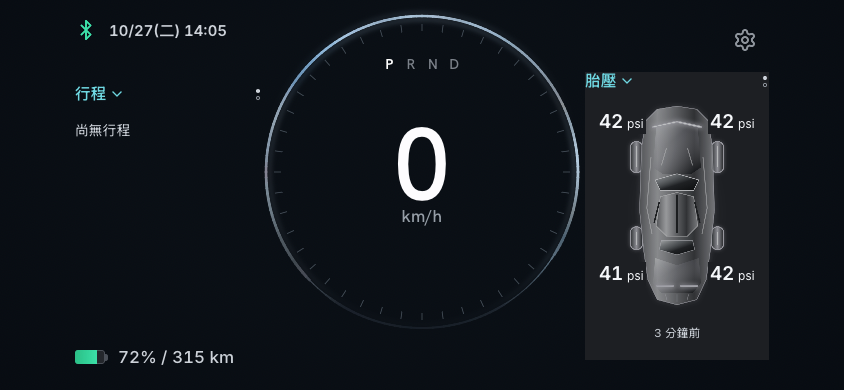 10/27(二) 14:05
P R N D
行程
尚無行程
0
km/h
胎壓
42 psi
42 psi
41 psi
42 psi
3 分鐘前
72% / 315 km